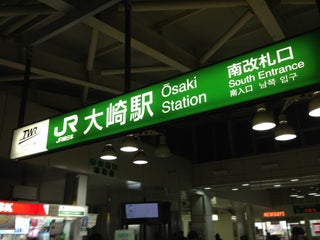 TWR
JR 大崎駅
JR東日本
Ōsaki
Station
南改札口
South Entrance
南入口 남쪽 입구
NEWDAYS